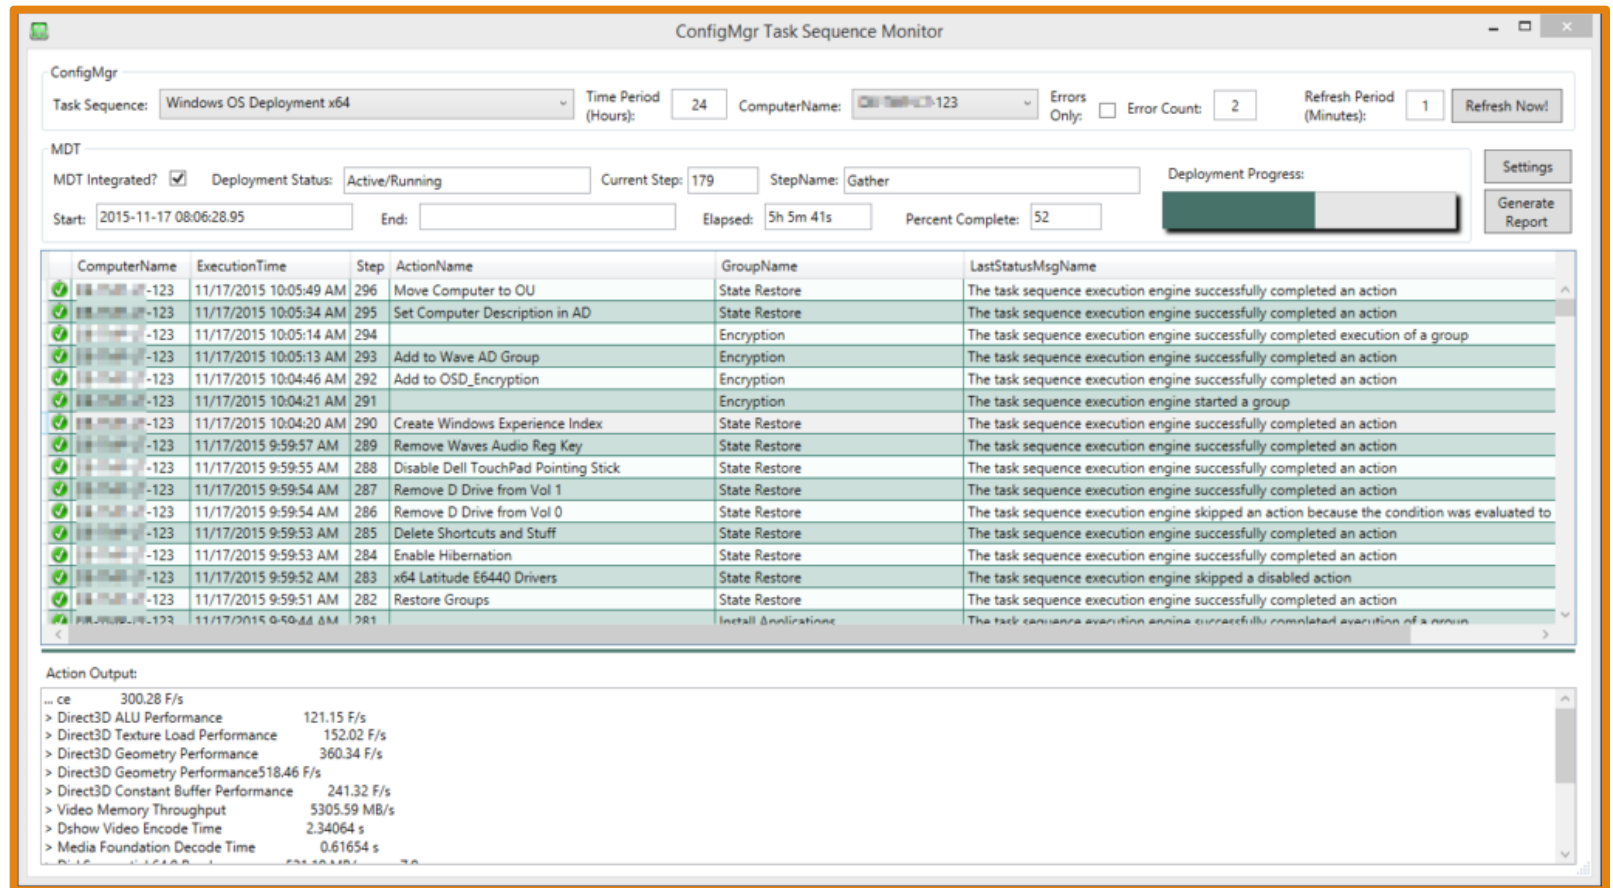 ConfigMgr Task Sequence Monitor
ConfigMgr
Task Sequence: Windows OS Deployment x64 Time Period (Hours): 24 ComputerName: -123 Errors Only: Error Count: 2 Refresh Period (Minutes): 1 Refresh Now!
MDT
MDT Integrated? Deployment Status: Active/Running Current Step: 179 StepName: Gather Deployment Progress: Settings
Start: 2015-11-17 08:06:28.95 End: Elapsed: 5h 5m 41s Percent Complete: 52 Generate Report
ComputerName ExecutionTime Step ActionName GroupName LastStatusMsgName
-123 11/17/2015 10:05:49 AM 296 Move Computer to OU State Restore The task sequence execution engine successfully completed an action
-123 11/17/2015 10:05:34 AM 295 Set Computer Description in AD State Restore The task sequence execution engine successfully completed an action
-123 11/17/2015 10:05:14 AM 294 Encryption The task sequence execution engine successfully completed execution of a group
-123 11/17/2015 10:05:13 AM 293 Add to Wave AD Group Encryption The task sequence execution engine successfully completed an action
-123 11/17/2015 10:04:46 AM 292 Add to OSD_Encryption Encryption The task sequence execution engine successfully completed an action
-123 11/17/2015 10:04:21 AM 291 Encryption The task sequence execution engine started a group
-123 11/17/2015 10:04:20 AM 290 Create Windows Experience Index State Restore The task sequence execution engine successfully completed an action
-123 11/17/2015 9:59:57 AM 289 Remove Waves Audio Reg Key State Restore The task sequence execution engine successfully completed an action
-123 11/17/2015 9:59:55 AM 288 Disable Dell TouchPad Pointing Stick State Restore The task sequence execution engine successfully completed an action
-123 11/17/2015 9:59:54 AM 287 Remove D Drive from Vol 1 State Restore The task sequence execution engine successfully completed an action
-123 11/17/2015 9:59:54 AM 286 Remove D Drive from Vol 0 State Restore The task sequence execution engine skipped an action because the condition was evaluated to
-123 11/17/2015 9:59:53 AM 285 Delete Shortcuts and Stuff State Restore The task sequence execution engine successfully completed an action
-123 11/17/2015 9:59:53 AM 284 Enable Hibernation State Restore The task sequence execution engine successfully completed an action
-123 11/17/2015 9:59:52 AM 283 x64 Latitude E6440 Drivers State Restore The task sequence execution engine skipped a disabled action
-123 11/17/2015 9:59:51 AM 282 Restore Groups State Restore The task sequence execution engine successfully completed an action
-123 11/17/2015 9:59:44 AM 281 Install Applications The task sequence execution engine successfully completed execution of a group
Action Output:
... ce 300.28 F/s
> Direct3D ALU Performance 121.15 F/s
> Direct3D Texture Load Performance 152.02 F/s
> Direct3D Geometry Performance 360.34 F/s
> Direct3D Geometry Performance518.46 F/s
> Direct3D Constant Buffer Performance 241.32 F/s
> Video Memory Throughput 5305.59 MB/s
> Dshow Video Encode Time 2.34064 s
> Media Foundation Decode Time 0.61654 s